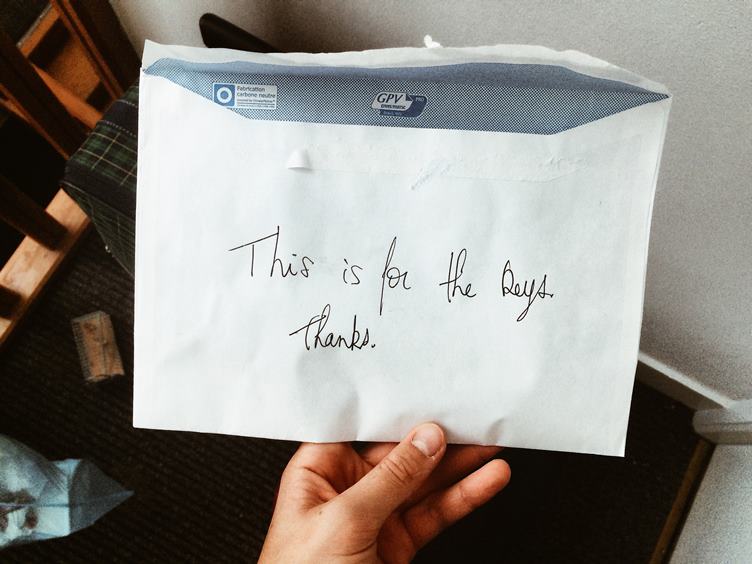 Fabrication
carbone neutre
GPV
This is for the keys.
Thanks.